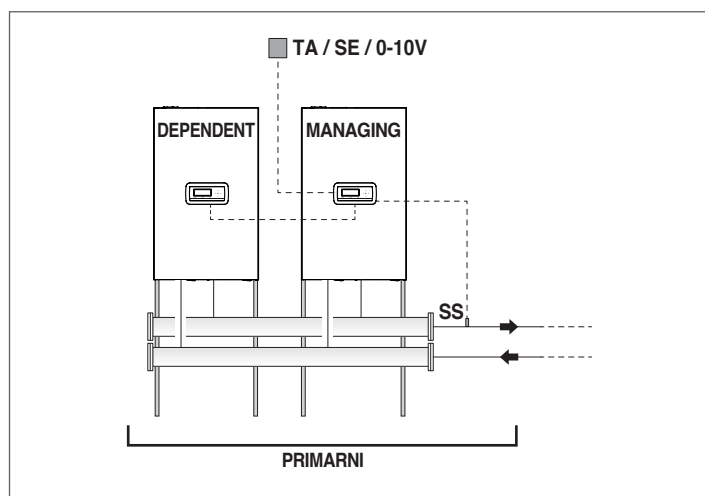 TA / SE / 0-10V
DEPENDENT
MANAGING
SS
PRIMARNI